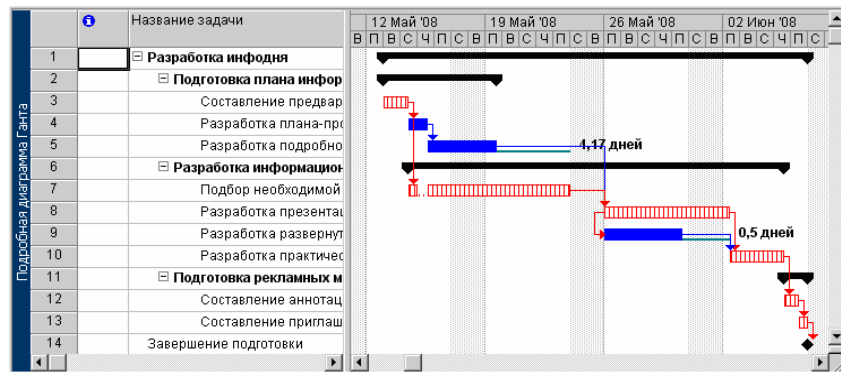 Подробная диаграмма Ганта
Название задачи
12 Май '08 19 Май '08 26 Май '08 02 Июн '08
В П В С Ч П С В П В С Ч П С В П В С Ч П С В П В С Ч П С
1 Разработка инфодня
2 Подготовка плана инфор
3 Составление предвар
4 Разработка плана-про
5 Разработка подробно 4,17 дней
6 Разработка информацион
7 Подбор необходимой
8 Разработка презентац
9 Разработка развернут 0,5 дней
10 Разработка практичес
11 Подготовка рекламных м
12 Составление аннотац
13 Составление приглаш
14 Завершение подготовки